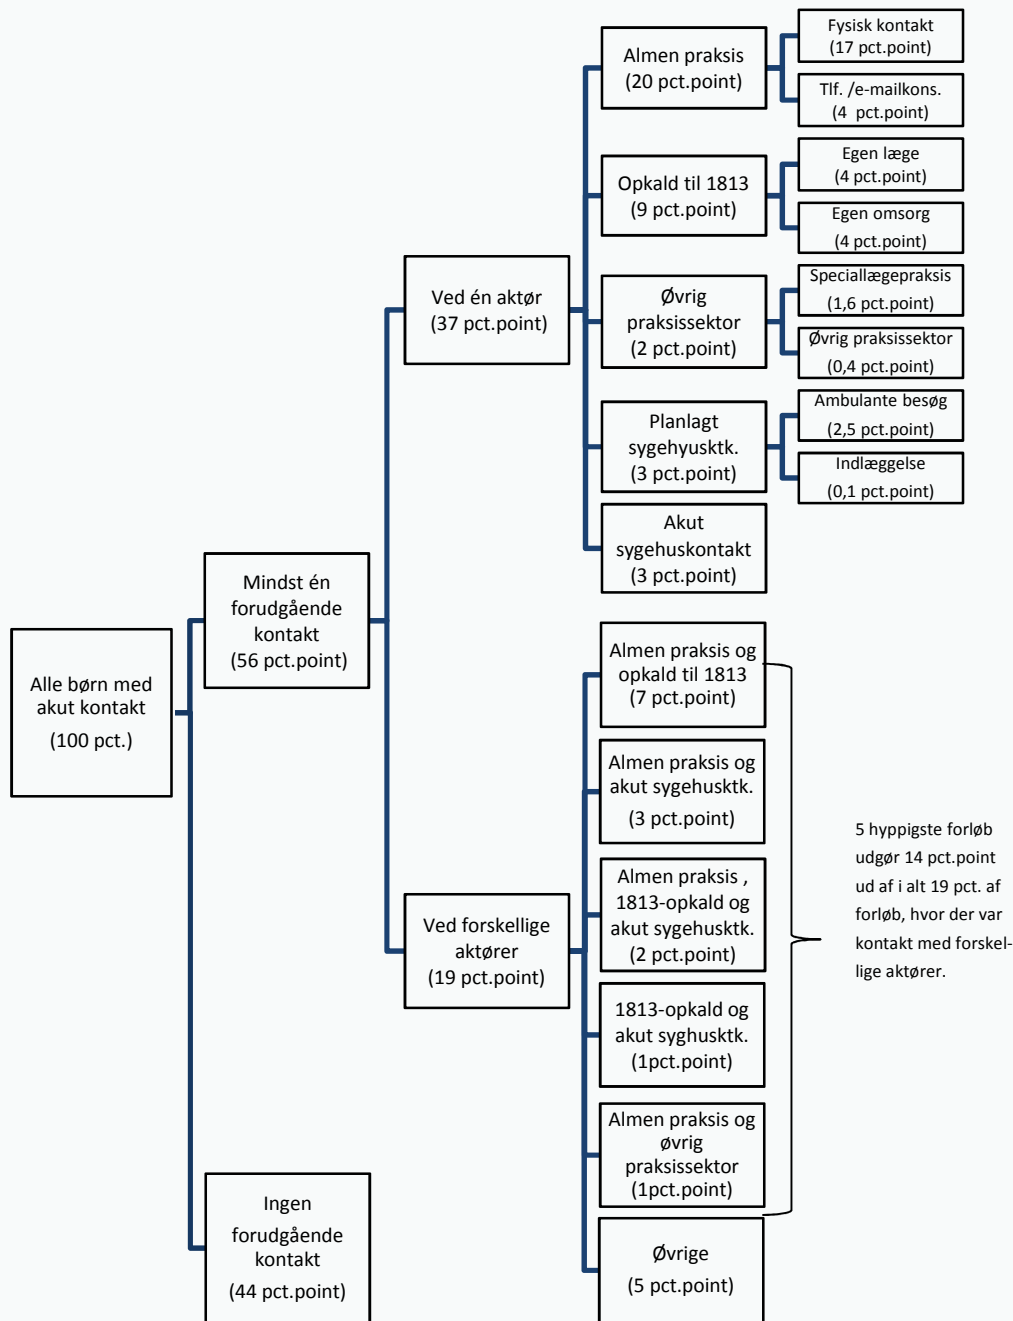 Alle børn med
akut kontakt
(100 pct.)
Mindst én
forudgående
kontakt
(56 pct.point)
Ingen
forudgående
kontakt
(44 pct.point)
Ved én aktør
(37 pct.point)
Ved forskellige
aktører
(19 pct.point)
Almen praksis
(20 pct.point)
Fysisk kontakt
(17 pct.point)
Tlf. /e-mailkons.
(4 pct.point)
Opkald til 1813
(9 pct.point)
Egen læge
(4 pct.point)
Egen omsorg
(4 pct.point)
Øvrig
praksissektor
(2 pct.point)
Speciallægepraksis
(1,6 pct.point)
Øvrig praksissektor
(0,4 pct.point)
Planlagt
sygehyusktk.
(3 pct.point)
Ambulante besøg
(2,5 pct.point)
Indlæggelse
(0,1 pct.point)
Akut
sygehuskontakt
(3 pct.point)
Almen praksis og
opkald til 1813
(7 pct.point)
Almen praksis og
akut sygehusktk.
(3 pct.point)
Almen praksis ,
1813-opkald og
akut sygehusktk.
(2 pct.point)
1813-opkald og
akut syghusktk.
(1pct.point)
Almen praksis og
øvrig
praksissektor
(1pct.point)
Øvrige
(5 pct.point)
5 hyppigste forløb
udgør 14 pct.point
ud af i alt 19 pct. af
forløb, hvor der var
kontakt med forskel-
lige aktører.